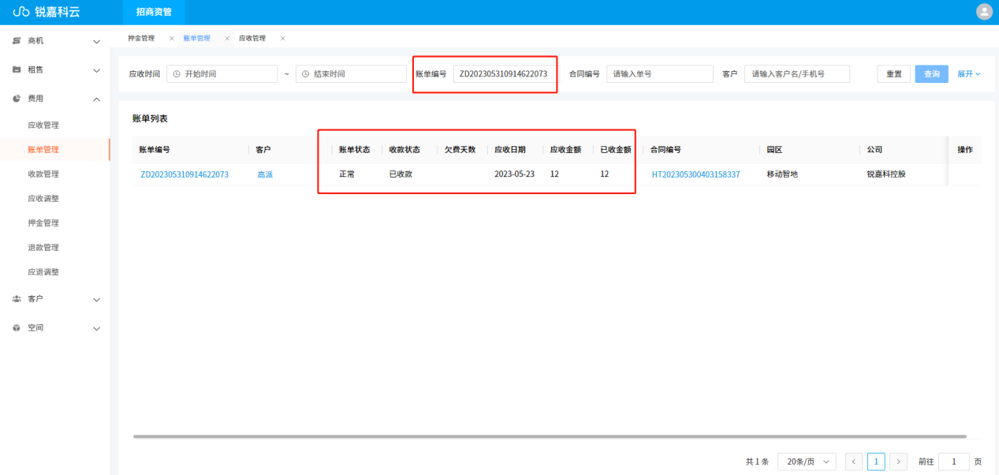 锐嘉科云 招商资管
商机
租售
费用
应收管理
账单管理
收款管理
应收调整
押金管理
退款管理
应退调整
客户
空间
押金管理 × 账单管理 × 应收管理 ×
应收时间 开始时间 ~ 结束时间 账单编号 ZD202305310914622073 合同编号 请输入单号 客户 请输入客户名/手机号 重置 查询 展开
账单列表
账单编号 客户 账单状态 收款状态 欠费天数 应收日期 应收金额 已收金额 合同编号 园区 公司 操作
ZD202305310914622073 高派 正常 已收款 2023-05-23 12 12 HT202305300403158337 移动智地 锐嘉科控股
共 1 条 20条/页 < 1 > 前往 1 页